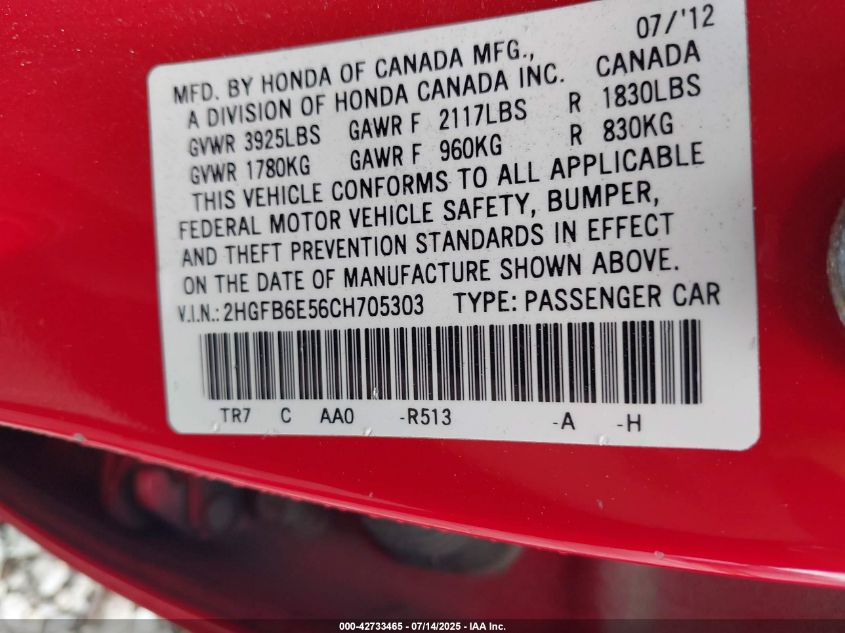 07/'12
MFD. BY HONDA OF CANADA MFG.,
A DIVISION OF HONDA CANADA INC. CANADA
GVWR 3925LBS GAWR F 2117LBS R 1830LBS
GVWR 1780KG GAWR F 960KG R 830KG
THIS VEHICLE CONFORMS TO ALL APPLICABLE
FEDERAL MOTOR VEHICLE SAFETY, BUMPER,
AND THEFT PREVENTION STANDARDS IN EFFECT
ON THE DATE OF MANUFACTURE SHOWN ABOVE.
V.I.N.: 2HGFB6E56CH705303 TYPE: PASSENGER CAR
TR7 C AA0 -R513 -A -H
000-42733465 - 07/14/2025 - IAA Inc.